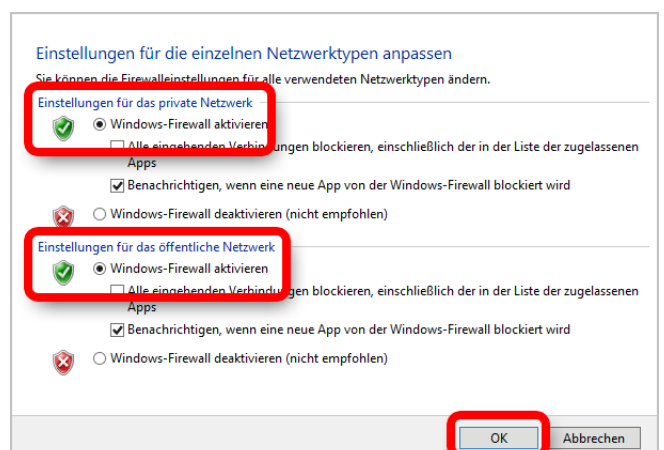 Einstellungen für die einzelnen Netzwerktypen anpassen
Sie können die Firewalleinstellungen für alle verwendeten Netzwerktypen ändern.
Einstellungen für das private Netzwerk
Windows-Firewall aktivieren
Alle eingehenden Verbindungen blockieren, einschließlich der in der Liste der zugelassenen
Apps
Benachrichtigen, wenn eine neue App von der Windows-Firewall blockiert wird
Windows-Firewall deaktivieren (nicht empfohlen)
Einstellungen für das öffentliche Netzwerk
Windows-Firewall aktivieren
Alle eingehenden Verbindungen blockieren, einschließlich der in der Liste der zugelassenen
Apps
Benachrichtigen, wenn eine neue App von der Windows-Firewall blockiert wird
Windows-Firewall deaktivieren (nicht empfohlen)
OK Abbrechen